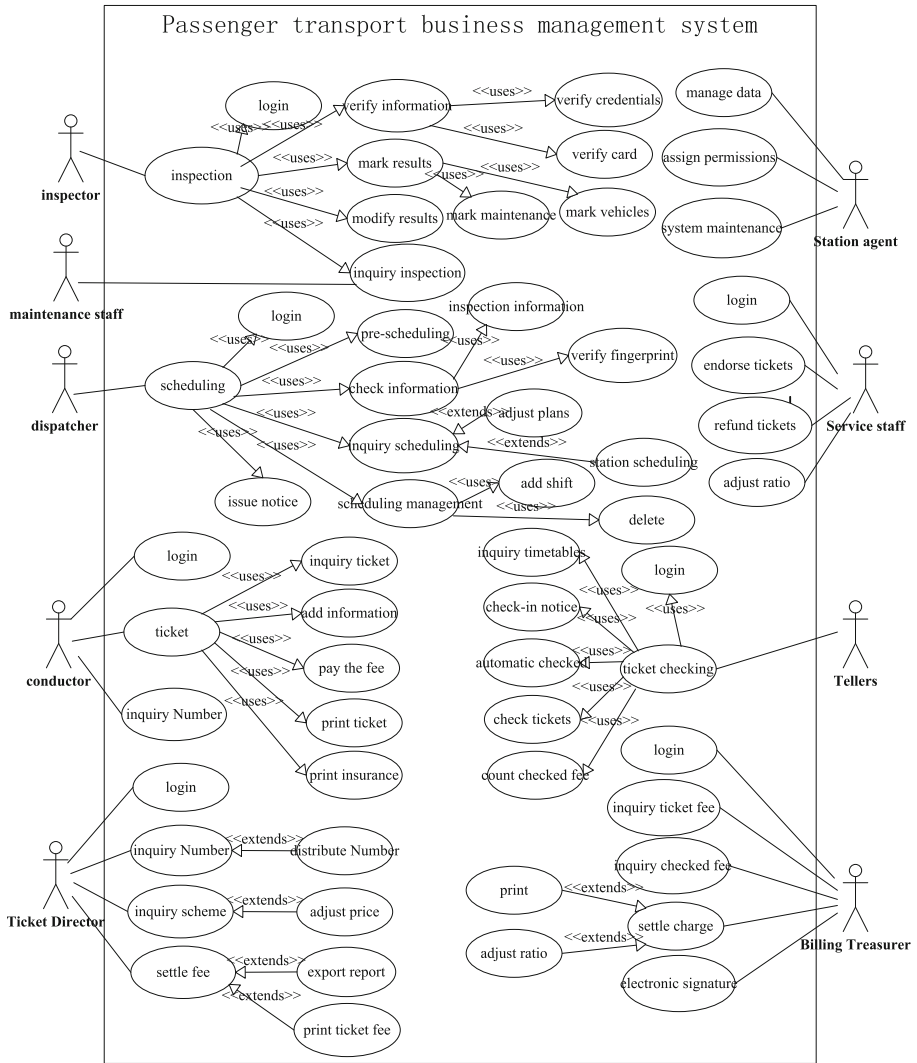 Passenger transport business management system
login
<<uses>>
<<uses>>
verify information
<<uses>>
verify credentials
<<uses>>
verify card
inspection
<<uses>>
mark results
<<uses>>
<<uses>>
mark maintenance
mark vehicles
<<uses>>
modify results
<<uses>>
inquiry inspection
inspector
maintenance staff
manage data
assign permissions
system maintenance
Station agent
login
<<uses>>
<<uses>>
pre-scheduling
<<uses>>
inspection information
scheduling
<<uses>>
check information
<<uses>>
verify fingerprint
dispatcher
<<uses>>
inquiry scheduling
<<extends>>
adjust plans
<<extends>>
station scheduling
<<uses>>
issue notice
<<uses>>
scheduling management
<<uses>>
add shift
<<uses>>
delete
login
endorse tickets
refund tickets
adjust ratio
Service staff
login
ticket
inquiry Number
conductor
<<uses>>
inquiry ticket
<<uses>>
add information
<<uses>>
pay the fee
<<uses>>
print ticket
<<uses>>
print insurance
inquiry timetables
<<uses>>
login
<<uses>>
check-in notice
<<uses>>
automatic checked
<<uses>>
ticket checking
check tickets
<<uses>>
count checked fee
<<uses>>
Tellers
login
inquiry Number
<<extends>>
distribute Number
inquiry scheme
<<extends>>
adjust price
settle fee
<<extends>>
export report
<<extends>>
print ticket fee
Ticket Director
login
inquiry ticket fee
inquiry checked fee
print
<<extends>>
settle charge
adjust ratio
<<extends>>
electronic signature
Billing Treasurer